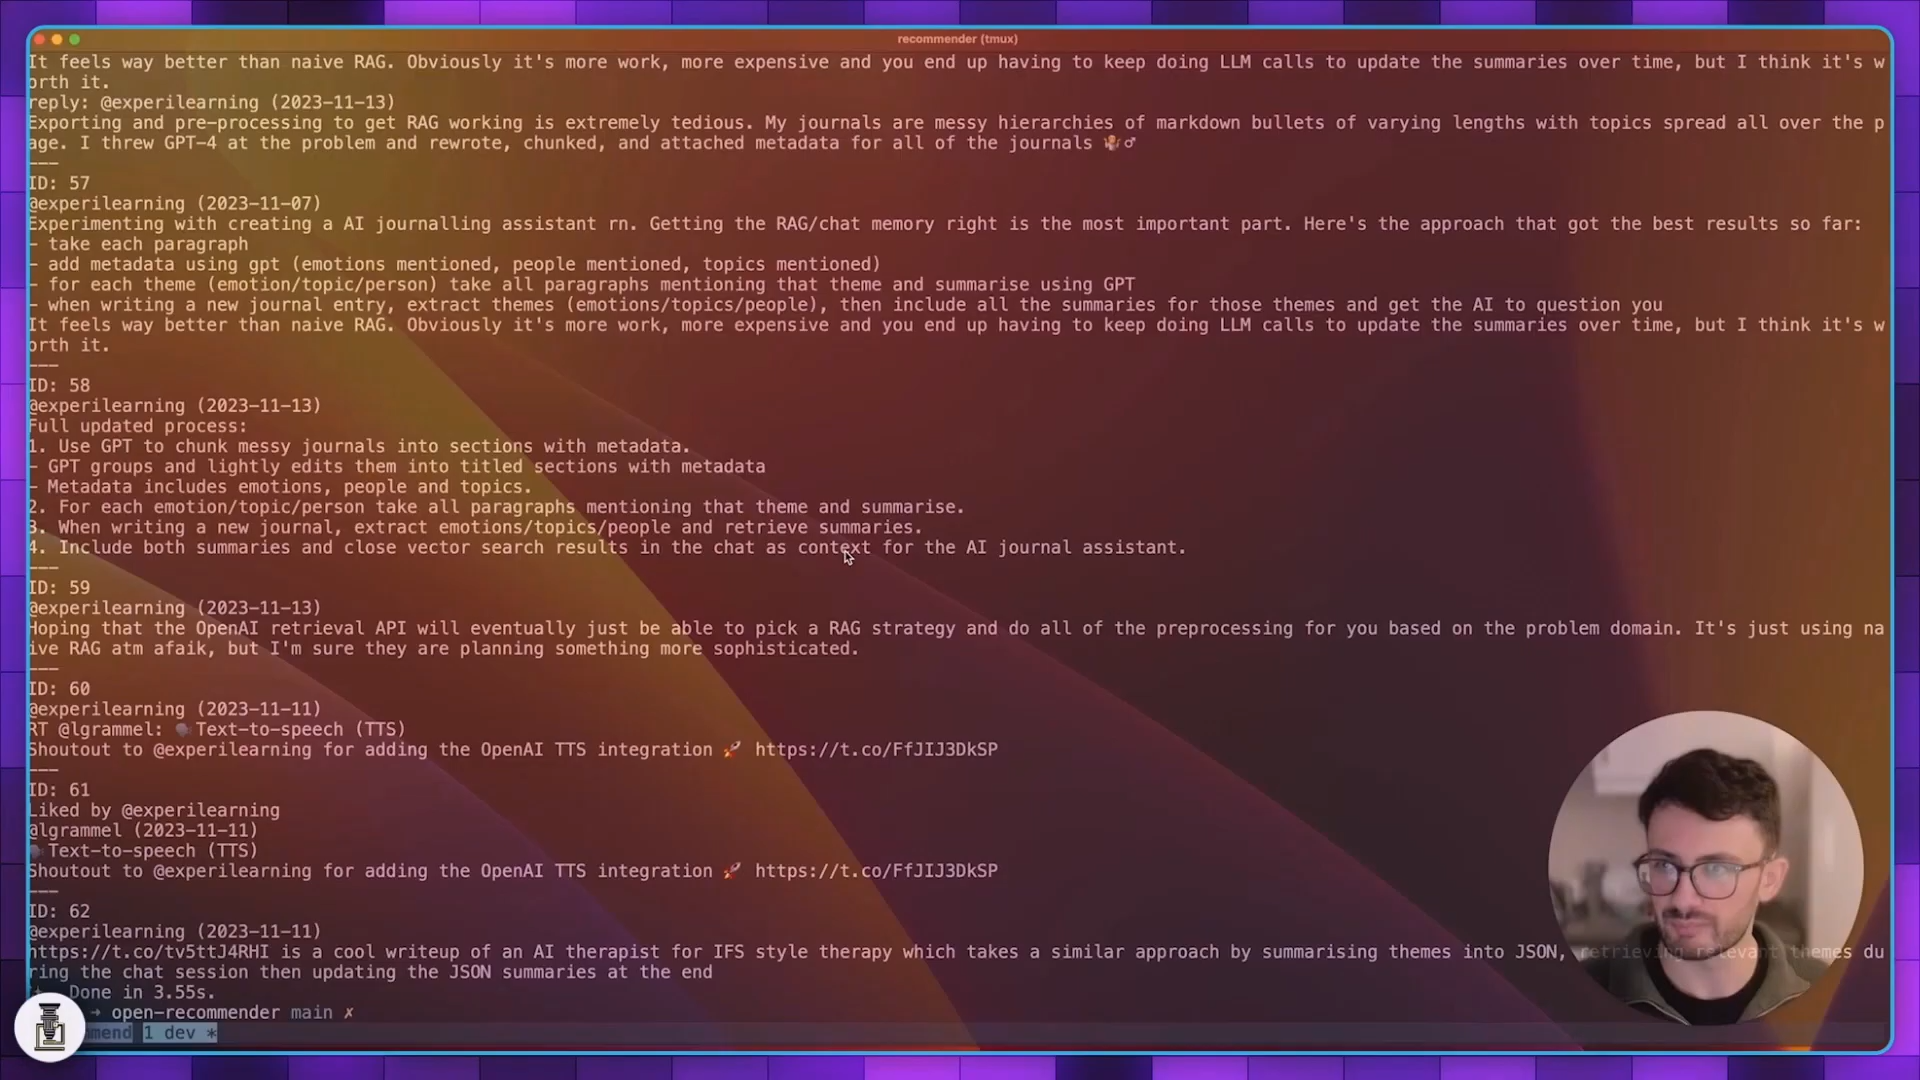 recommender (tmux)
It feels way better than naive RAG. Obviously it's more work, more expensive and you end up having to keep doing LLM calls to update the summaries over time, but I think it's w
orth it.
reply: @experilearning (2023-11-13)
Exporting and pre-processing to get RAG working is extremely tedious. My journals are messy hierarchies of markdown bullets of varying lengths with topics spread all over the p
age. I threw GPT-4 at the problem and rewrote, chunked, and attached metadata for all of the journals 🤷♂
---
ID: 57
@experilearning (2023-11-07)
Experimenting with creating a AI journalling assistant rn. Getting the RAG/chat memory right is the most important part. Here's the approach that got the best results so far:
- take each paragraph
- add metadata using gpt (emotions mentioned, people mentioned, topics mentioned)
- for each theme (emotion/topic/person) take all paragraphs mentioning that theme and summarise using GPT
- when writing a new journal entry, extract themes (emotions/topics/people), then include all the summaries for those themes and get the AI to question you
It feels way better than naive RAG. Obviously it's more work, more expensive and you end up having to keep doing LLM calls to update the summaries over time, but I think it's w
orth it.
---
ID: 58
@experilearning (2023-11-13)
Full updated process:
1. Use GPT to chunk messy journals into sections with metadata.
- GPT groups and lightly edits them into titled sections with metadata
- Metadata includes emotions, people and topics.
2. For each emotion/topic/person take all paragraphs mentioning that theme and summarise.
3. When writing a new journal, extract emotions/topics/people and retrieve summaries.
4. Include both summaries and close vector search results in the chat as context for the AI journal assistant.
---
ID: 59
@experilearning (2023-11-13)
Hoping that the OpenAI retrieval API will eventually just be able to pick a RAG strategy and do all of the preprocessing for you based on the problem domain. It's just using na
ive RAG atm afaik, but I'm sure they are planning something more sophisticated.
---
ID: 60
@experilearning (2023-11-11)
RT @lgrammel: 🗣 Text-to-speech (TTS)
Shoutout to @experilearning for adding the OpenAI TTS integration 🚀 https://t.co/FfJIJ3DkSP
---
ID: 61
Liked by @experilearning
@lgrammel (2023-11-11)
🗣 Text-to-speech (TTS)
Shoutout to @experilearning for adding the OpenAI TTS integration 🚀 https://t.co/FfJIJ3DkSP
---
ID: 62
@experilearning (2023-11-11)
https://t.co/tv5ttJ4RHI is a cool writeup of an AI therapist for IFS style therapy which takes a similar approach by summarising themes into JSON, retrieving relevant themes du
ring the chat session then updating the JSON summaries at the end
Done in 3.55s.
➜ open-recommender main ✗
mend 1 dev *